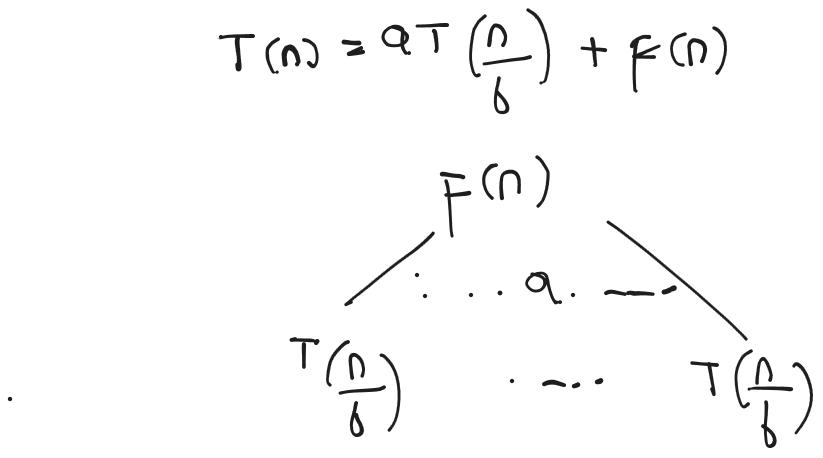 T(n) = aT(n/b) + F(n)
F(n)
. . . . a . — .
T(n/b) . — . . T(n/b)